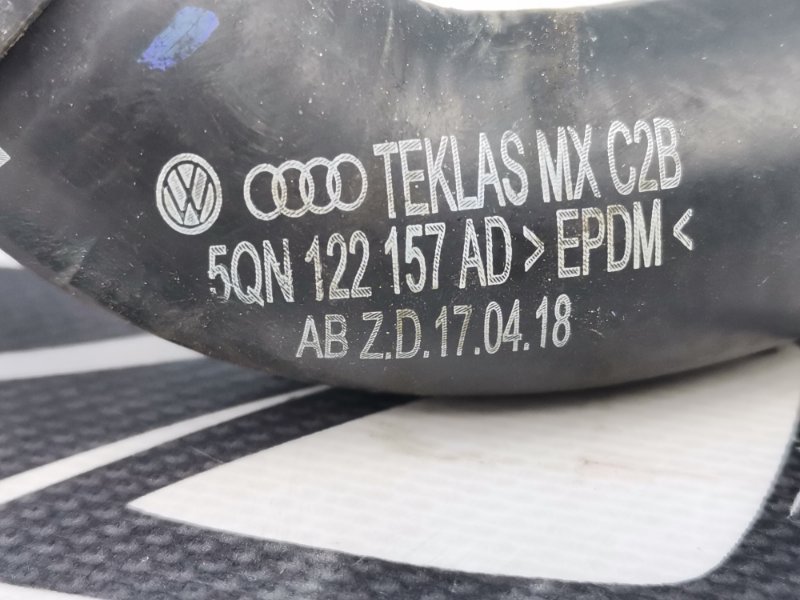 TEKLAS MX C2B
5QN 122 157 AD >EPDM<
AB Z.D.17.04.18